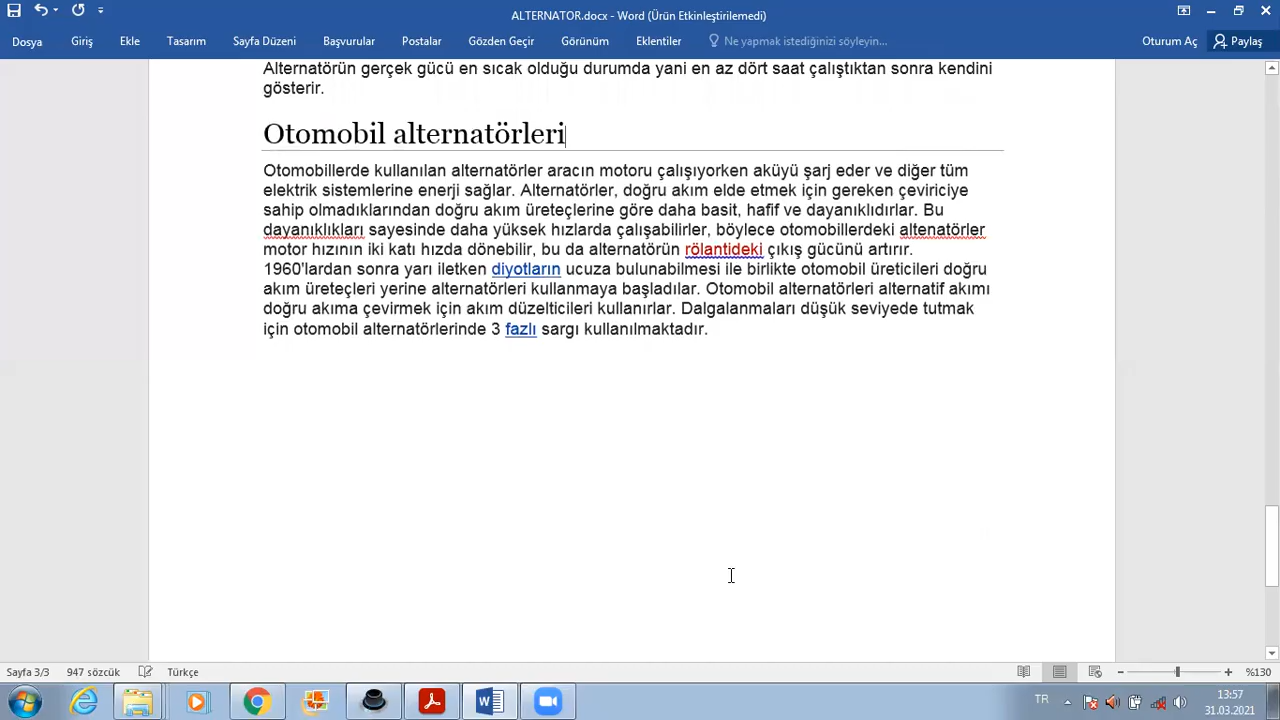 ALTERNATOR.docx - Word (Ürün Etkinleştirilemedi)
Dosya Giriş Ekle Tasarım Sayfa Düzeni Başvurular Postalar Gözden Geçir Görünüm Eklentiler Ne yapmak istediğinizi söyleyin... Oturum Aç Paylaş
Alternatörün gerçek gücü en sıcak olduğu durumda yani en az dört saat çalıştıktan sonra kendini
gösterir.
Otomobil alternatörleri
Otomobillerde kullanılan alternatörler aracın motoru çalışıyorken aküyü şarj eder ve diğer tüm
elektrik sistemlerine enerji sağlar. Alternatörler, doğru akım elde etmek için gereken çeviriciye
sahip olmadıklarından doğru akım üreteçlerine göre daha basit, hafif ve dayanıklıdırlar. Bu
dayanıklıkları sayesinde daha yüksek hızlarda çalışabilirler, böylece otomobillerdeki altenatörler
motor hızının iki katı hızda dönebilir, bu da alternatörün rölantideki çıkış gücünü artırır.
1960'lardan sonra yarı iletken diyotların ucuza bulunabilmesi ile birlikte otomobil üreticileri doğru
akım üreteçleri yerine alternatörleri kullanmaya başladılar. Otomobil alternatörleri alternatif akımı
doğru akıma çevirmek için akım düzelticileri kullanırlar. Dalgalanmaları düşük seviyede tutmak
için otomobil alternatörlerinde 3 fazlı sargı kullanılmaktadır.
Sayfa 3/3 947 sözcük Türkçe %130
TR 13:57
31.03.2021